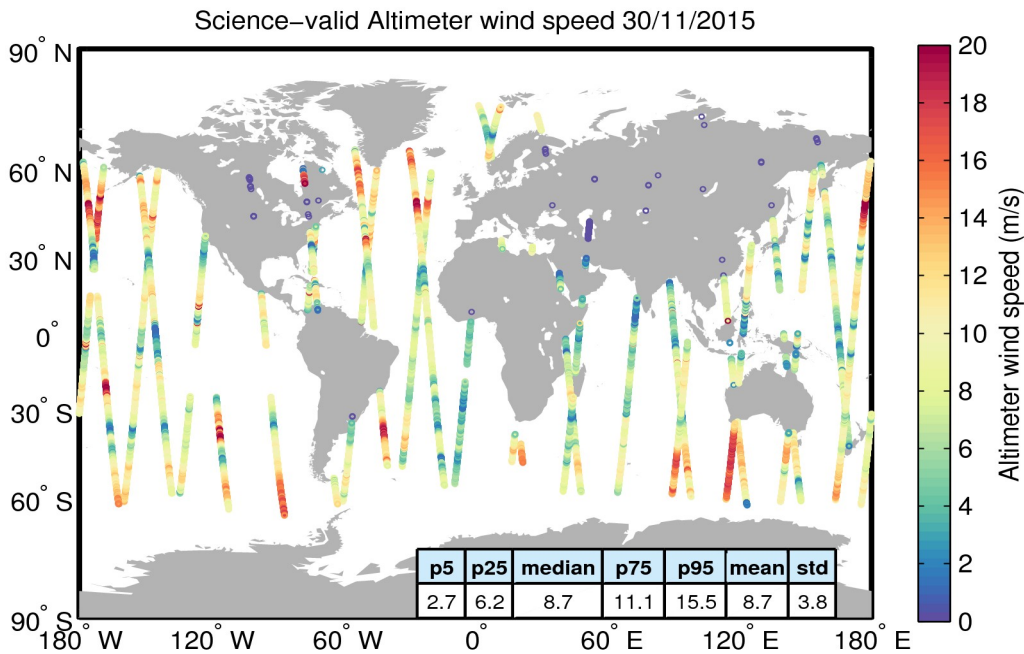 Science−valid Altimeter wind speed 30/11/2015
90° N
60° N
30° N
0°
30° S
60° S
90° S
180° W
120° W
60° W
0°
60° E
120° E
180° E
p5 p25 median p75 p95 mean std
2.7 6.2 8.7 11.1 15.5 8.7 3.8
20
18
16
14
12
10
8
6
4
2
0
Altimeter wind speed (m/s)